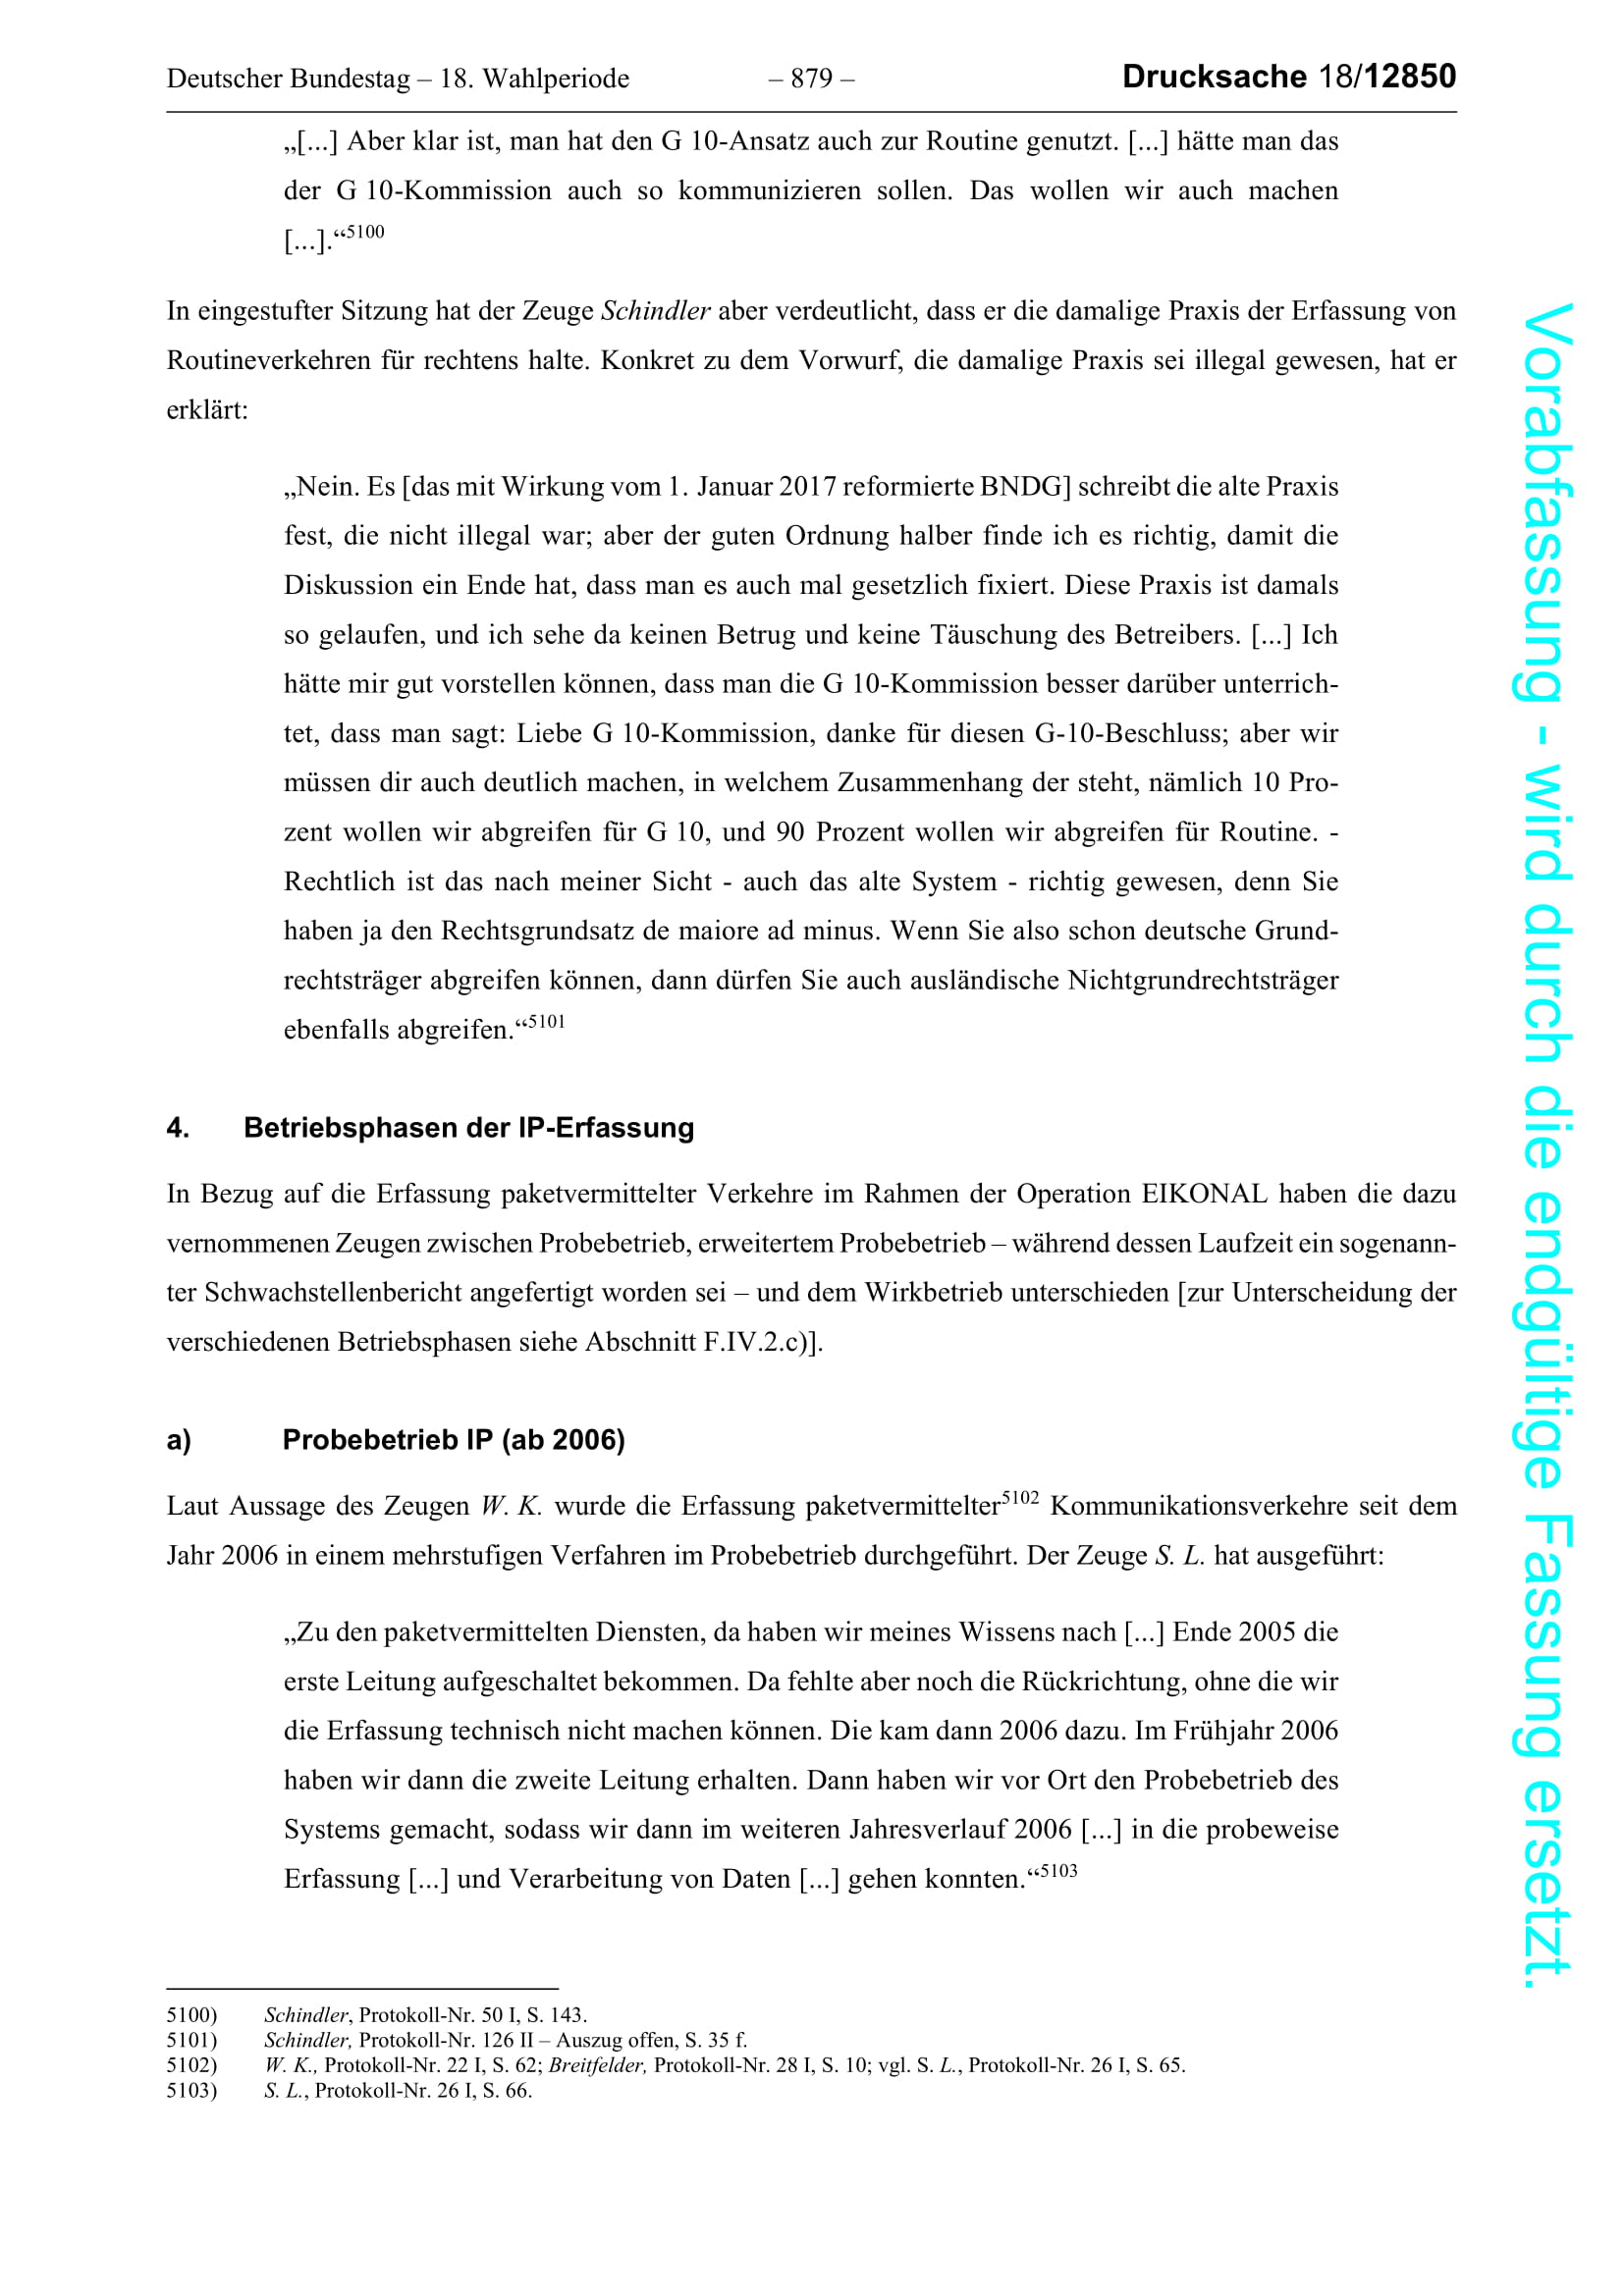 Deutscher Bundestag – 18. Wahlperiode – 879 – Drucksache 18/12850
„[...] Aber klar ist, man hat den G 10-Ansatz auch zur Routine genutzt. [...] hätte man das
der G 10-Kommission auch so kommunizieren sollen. Das wollen wir auch machen
[...].“5100
In eingestufter Sitzung hat der Zeuge Schindler aber verdeutlicht, dass er die damalige Praxis der Erfassung von
Routineverkehren für rechtens halte. Konkret zu dem Vorwurf, die damalige Praxis sei illegal gewesen, hat er
erklärt:
„Nein. Es [das mit Wirkung vom 1. Januar 2017 reformierte BNDG] schreibt die alte Praxis
fest, die nicht illegal war; aber der guten Ordnung halber finde ich es richtig, damit die
Diskussion ein Ende hat, dass man es auch mal gesetzlich fixiert. Diese Praxis ist damals
so gelaufen, und ich sehe da keinen Betrug und keine Täuschung des Betreibers. [...] Ich
hätte mir gut vorstellen können, dass man die G 10-Kommission besser darüber unterrich-
tet, dass man sagt: Liebe G 10-Kommission, danke für diesen G-10-Beschluss; aber wir
müssen dir auch deutlich machen, in welchem Zusammenhang der steht, nämlich 10 Pro-
zent wollen wir abgreifen für G 10, und 90 Prozent wollen wir abgreifen für Routine. -
Rechtlich ist das nach meiner Sicht - auch das alte System - richtig gewesen, denn Sie
haben ja den Rechtsgrundsatz de maiore ad minus. Wenn Sie also schon deutsche Grund-
rechtsträger abgreifen können, dann dürfen Sie auch ausländische Nichtgrundrechtsträger
ebenfalls abgreifen.“5101
4. Betriebsphasen der IP-Erfassung
In Bezug auf die Erfassung paketvermittelter Verkehre im Rahmen der Operation EIKONAL haben die dazu
vernommenen Zeugen zwischen Probebetrieb, erweitertem Probebetrieb – während dessen Laufzeit ein sogenann-
ter Schwachstellenbericht angefertigt worden sei – und dem Wirkbetrieb unterschieden [zur Unterscheidung der
verschiedenen Betriebsphasen siehe Abschnitt F.IV.2.c)].
a) Probebetrieb IP (ab 2006)
Laut Aussage des Zeugen W. K. wurde die Erfassung paketvermittelter5102 Kommunikationsverkehre seit dem
Jahr 2006 in einem mehrstufigen Verfahren im Probebetrieb durchgeführt. Der Zeuge S. L. hat ausgeführt:
„Zu den paketvermittelten Diensten, da haben wir meines Wissens nach [...] Ende 2005 die
erste Leitung aufgeschaltet bekommen. Da fehlte aber noch die Rückrichtung, ohne die wir
die Erfassung technisch nicht machen können. Die kam dann 2006 dazu. Im Frühjahr 2006
haben wir dann die zweite Leitung erhalten. Dann haben wir vor Ort den Probebetrieb des
Systems gemacht, sodass wir dann im weiteren Jahresverlauf 2006 [...] in die probeweise
Erfassung [...] und Verarbeitung von Daten [...] gehen konnten.“5103
5100) Schindler, Protokoll-Nr. 50 I, S. 143.
5101) Schindler, Protokoll-Nr. 126 II – Auszug offen, S. 35 f.
5102) W. K., Protokoll-Nr. 22 I, S. 62; Breitfelder, Protokoll-Nr. 28 I, S. 10; vgl. S. L., Protokoll-Nr. 26 I, S. 65.
5103) S. L., Protokoll-Nr. 26 I, S. 66.
Vorabfassung - wird durch die endgültige Fassung ersetzt.